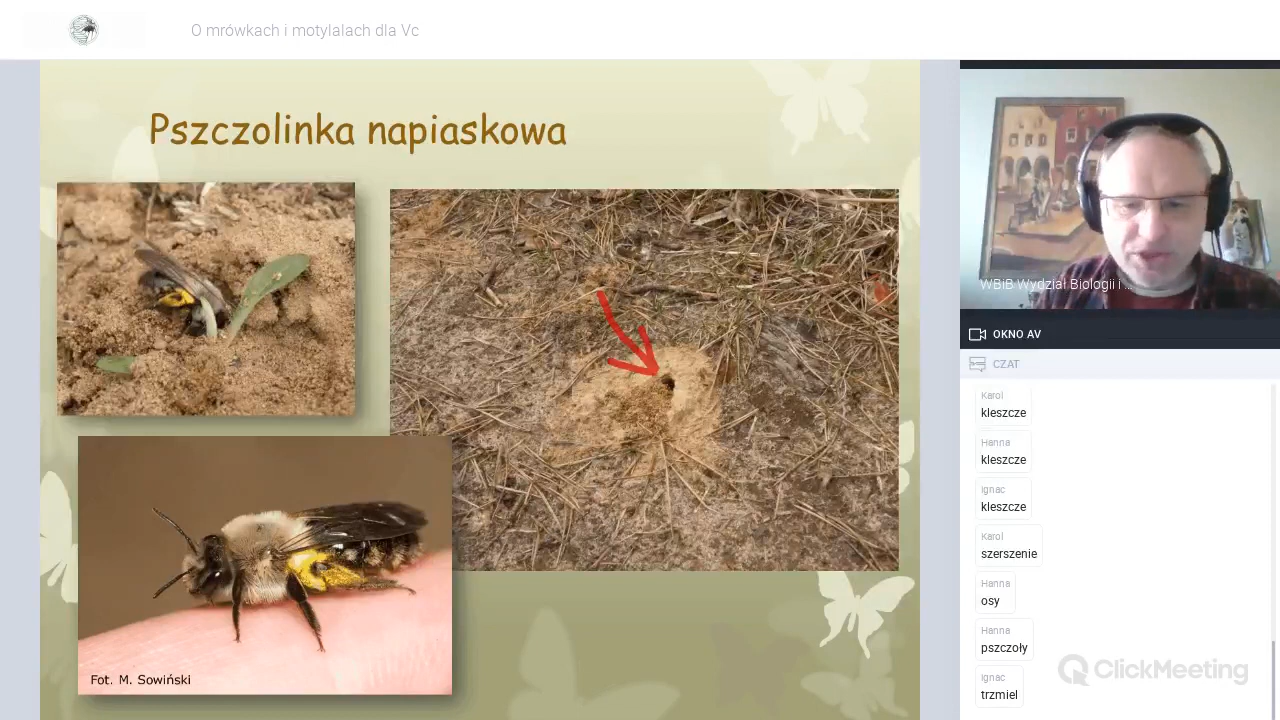 O mrówkach i motylalach dla Vc
Pszczolinka napiaskowa
Fot. M. Sowiński
WBiB Wydział Biologii i ...
OKNO AV
CZAT
Karol
kleszcze
Hanna
kleszcze
ignac
kleszcze
Karol
szerszenie
Hanna
osy
Hanna
pszczoły
ignac
trzmiel
ClickMeeting